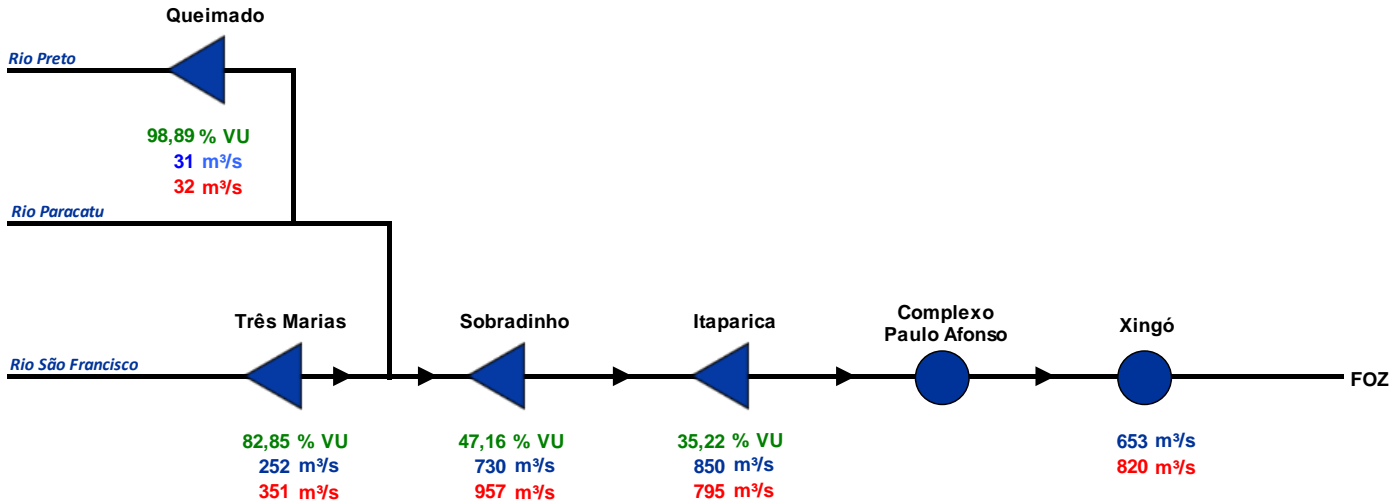 Queimado
Rio Preto
98,89 % VU
31 m³/s
32 m³/s
Rio Paracatu
Três Marias
Sobradinho
Itaparica
Complexo
Paulo Afonso
Xingó
Rio São Francisco
FOZ
82,85 % VU
252 m³/s
351 m³/s
47,16 % VU
730 m³/s
957 m³/s
35,22 % VU
850 m³/s
795 m³/s
653 m³/s
820 m³/s